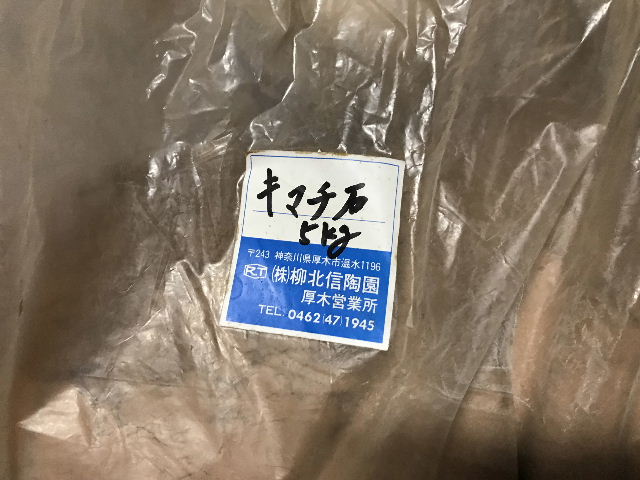 キマチ石
5kg
〒243 神奈川県厚木市温水1196
RT (株)柳北信陶園
厚木営業所
TEL. 0462(47)1945